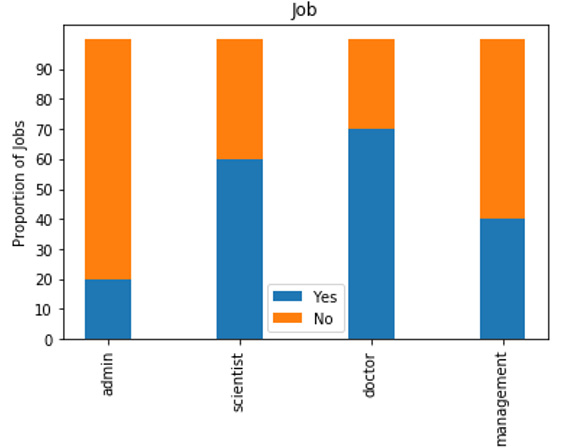 Job
Proportion of Jobs
90
80
70
60
50
40
30
20
10
0
Yes
No
admin
scientist
doctor
management